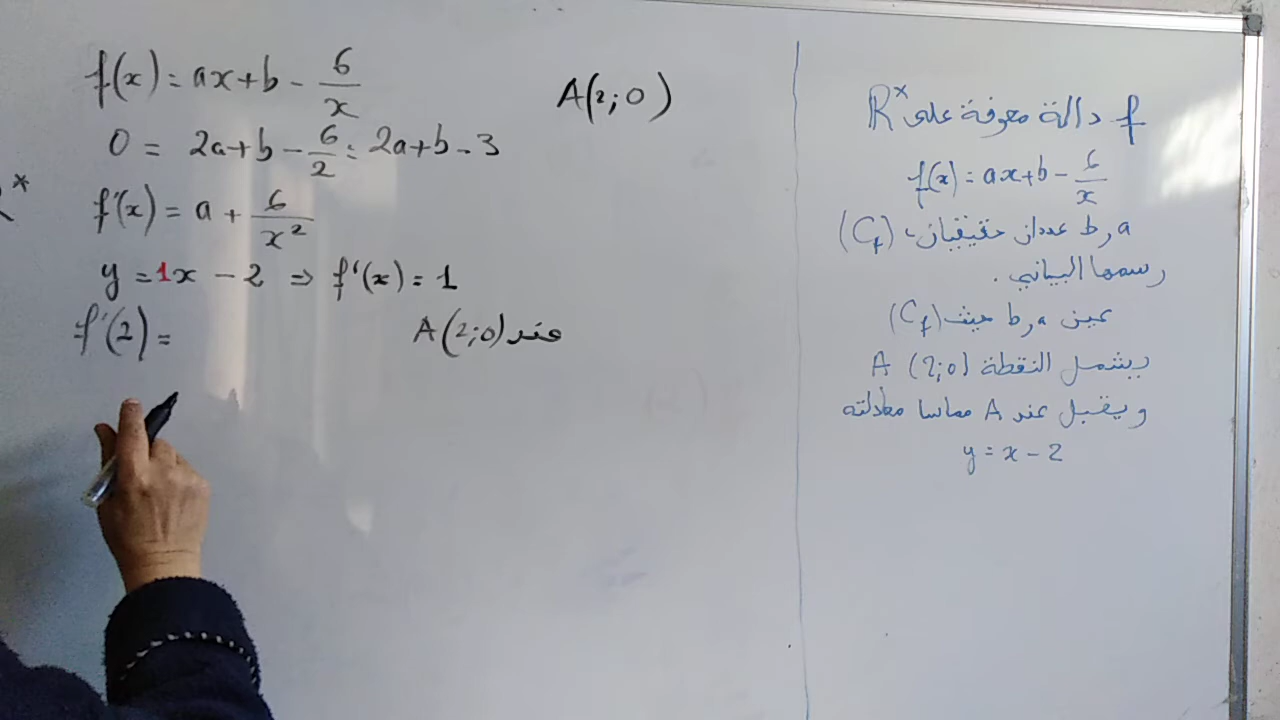 f(x) = ax + b - 6/x
A(2;0)
0 = 2a + b - 6/2 = 2a + b - 3
f'(x) = a + 6/x²
y = 1x - 2 ⇒ f'(x) = 1
f'(2) =
عند A(2;0)
*
f دالة معرفة على R*
f(x) = ax + b - 6/x
a و b عددان حقيقيان، (Cf)
رسمها البياني.
عين a و b حيث (Cf)
يشمل النقطة A (2;0)
ويقبل عند A مماسا معادلته
y = x - 2